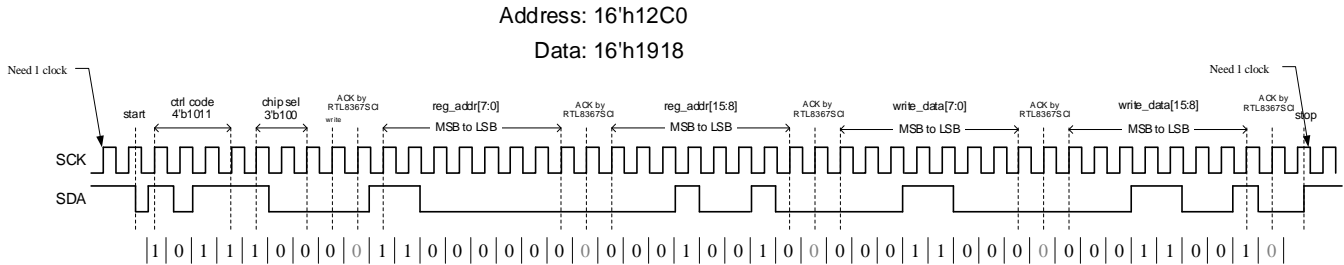 Address: 16'h12C0
Data: 16'h1918
Need 1 clock
start
ctrl code
4'b1011
chip sel
3'b100
ACK by
RTL8367SCI
write
reg_addr[7:0]
MSB to LSB
ACK by
RTL8367SCI
reg_addr[15:8]
MSB to LSB
ACK by
RTL8367SCI
write_data[7:0]
MSB to LSB
ACK by
RTL8367SCI
write_data[15:8]
MSB to LSB
Need 1 clock
ACK by
RTL8367SCI
stop
SCK
SDA
1 0 1 1 1 0 0 0 0 1 1 0 0 0 0 0 0 0 0 0 0 1 0 0 1 0 0 0 0 0 1 1 0 0 0 0 0 0 0 1 1 0 0 1 0